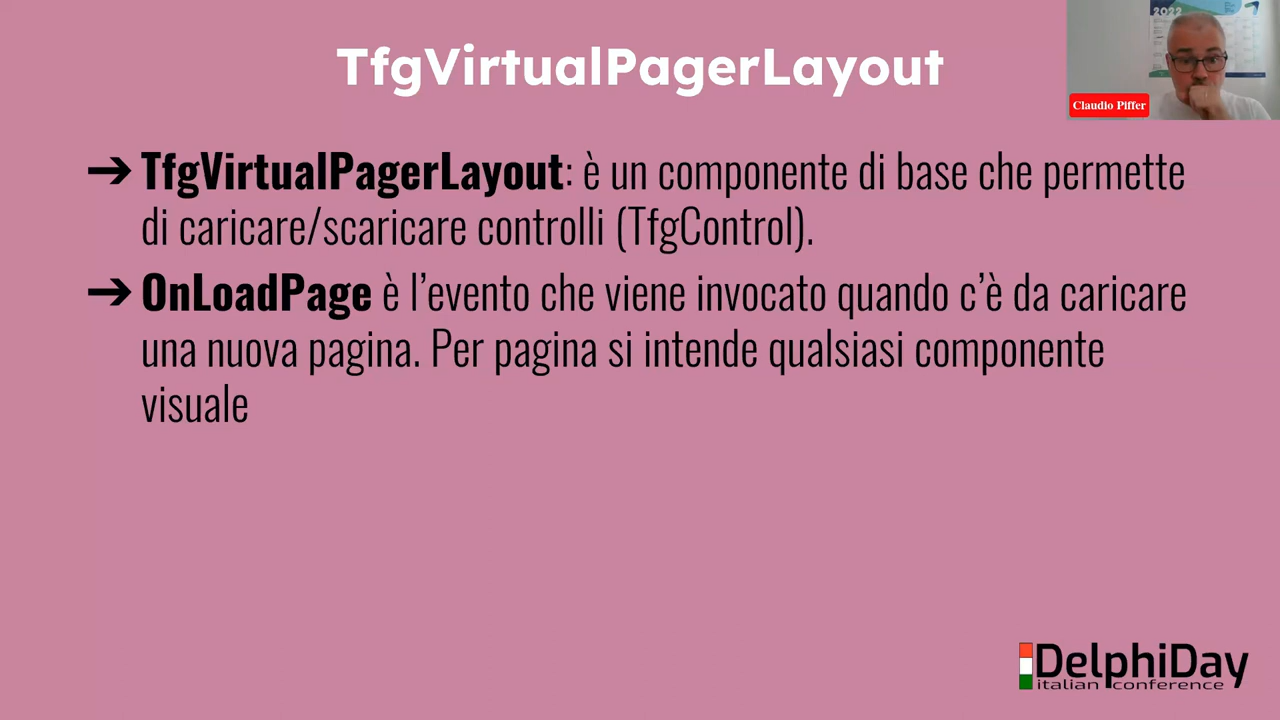 TfgVirtualPagerLayout
2022
Claudio Piffer
➔ TfgVirtualPagerLayout: è un componente di base che permette
di caricare/scaricare controlli (TfgControl).
➔ OnLoadPage è l’evento che viene invocato quando c’è da caricare
una nuova pagina. Per pagina si intende qualsiasi componente
visuale
DelphiDay
italian conference